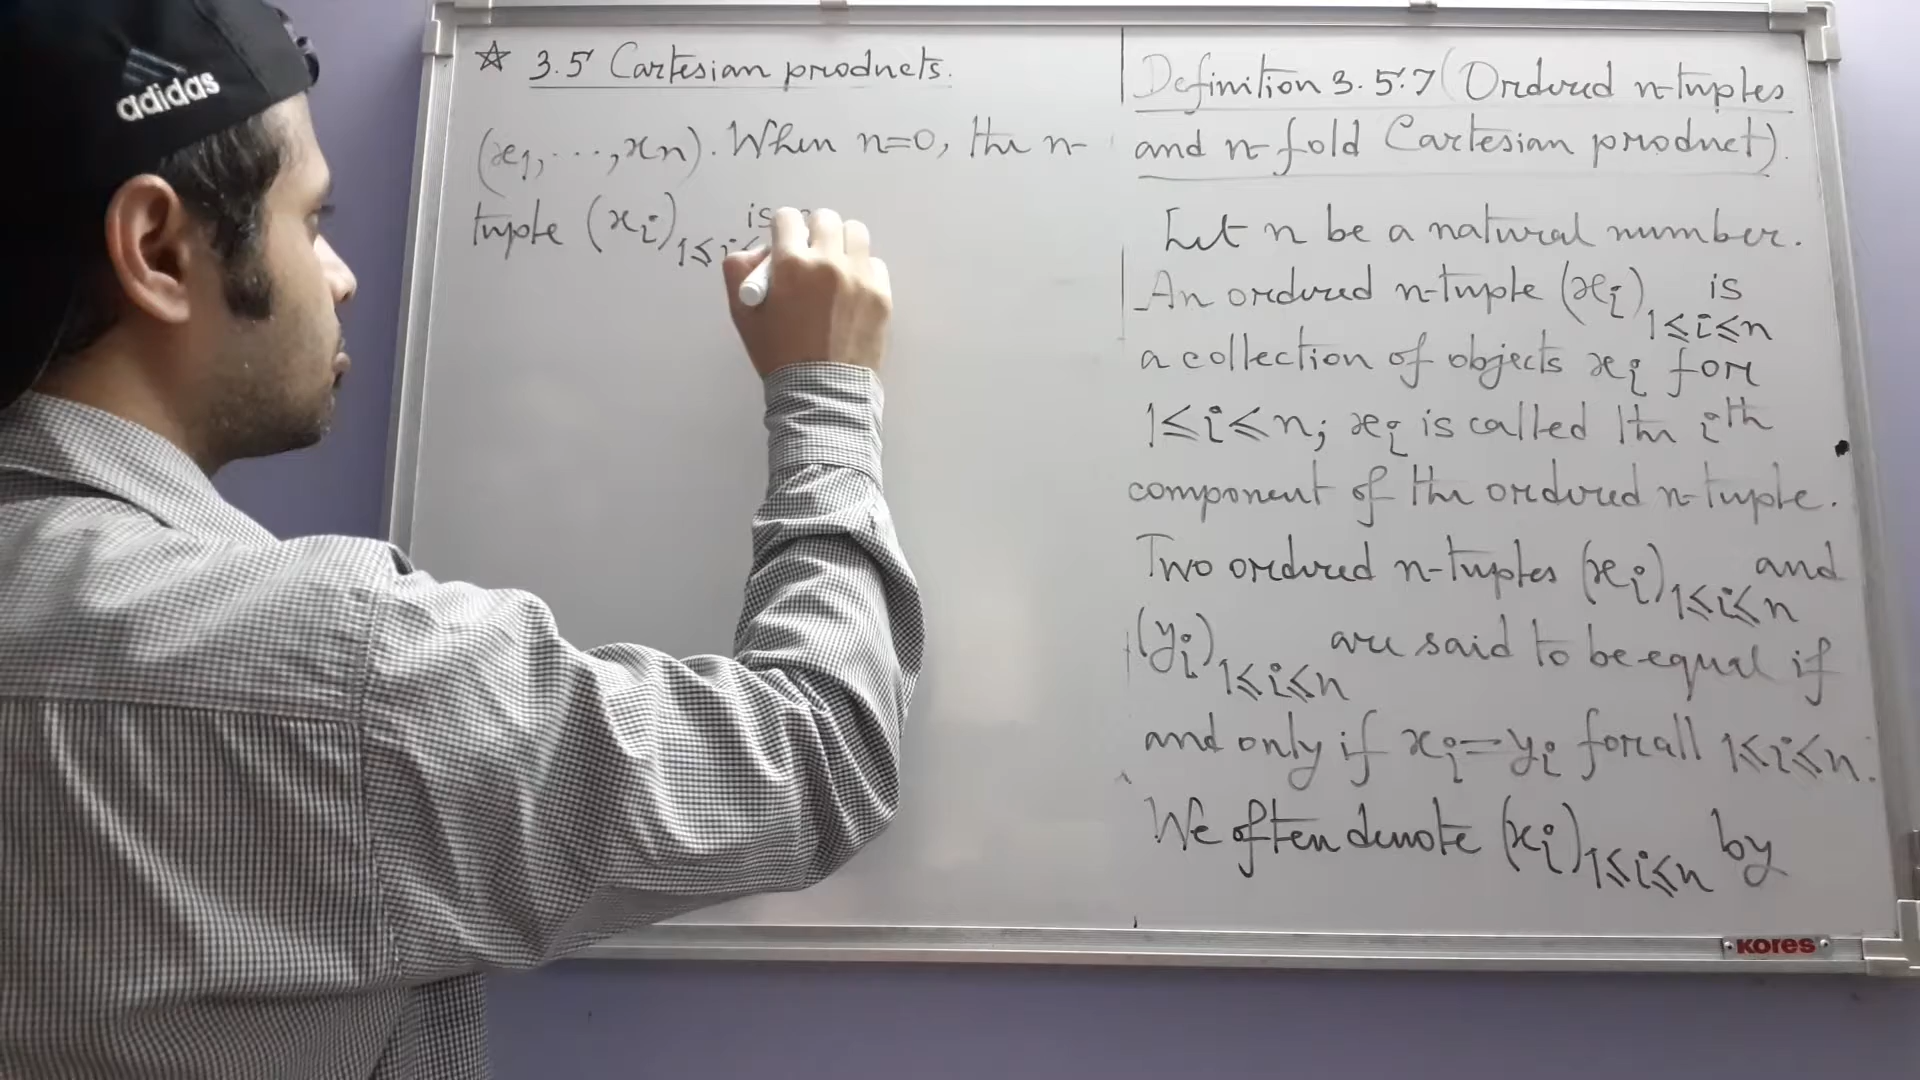 adidas
☆ 3.5 Cartesian products.
(x₁, ..., xₙ). When n=0, the n-
tuple (xᵢ)₁≤ᵢ≤ is
Definition 3.5.7 (Ordered n-tuples
and n-fold Cartesian product).
Let n be a natural number.
An ordered n-tuple (xᵢ)₁≤ᵢ≤ₙ is
a collection of objects xᵢ for
1≤i≤n; xᵢ is called the iᵗʰ
component of the ordered n-tuple.
Two ordered n-tuples (xᵢ)₁≤ᵢ≤ₙ and
(yᵢ)₁≤ᵢ≤ₙ are said to be equal if
and only if xᵢ=yᵢ for all 1≤i≤n.
We often denote (xᵢ)₁≤ᵢ≤ₙ by
KORES